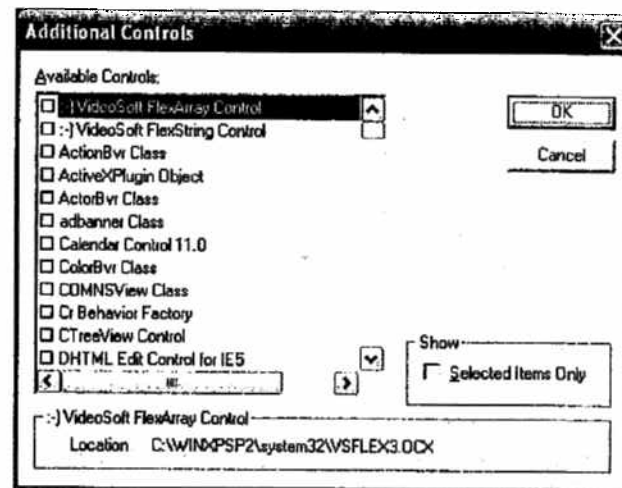 Additional Controls
Available Controls:
:-) VideoSoft FlexArray Control
:-) VideoSoft FlexString Control
ActionBvr Class
ActiveXPlugin Object
ActorBvr Class
adbanner Class
Calendar Control 11.0
ColorBvr Class
COMNSView Class
Cr Behavior Factory
CTreeView Control
DHTML Edit Control for IE5
OK
Cancel
Show
Selected Items Only
:-) VideoSoft FlexArray Control
Location C:\WINXPSP2\system32\VSFLEX3.OCX